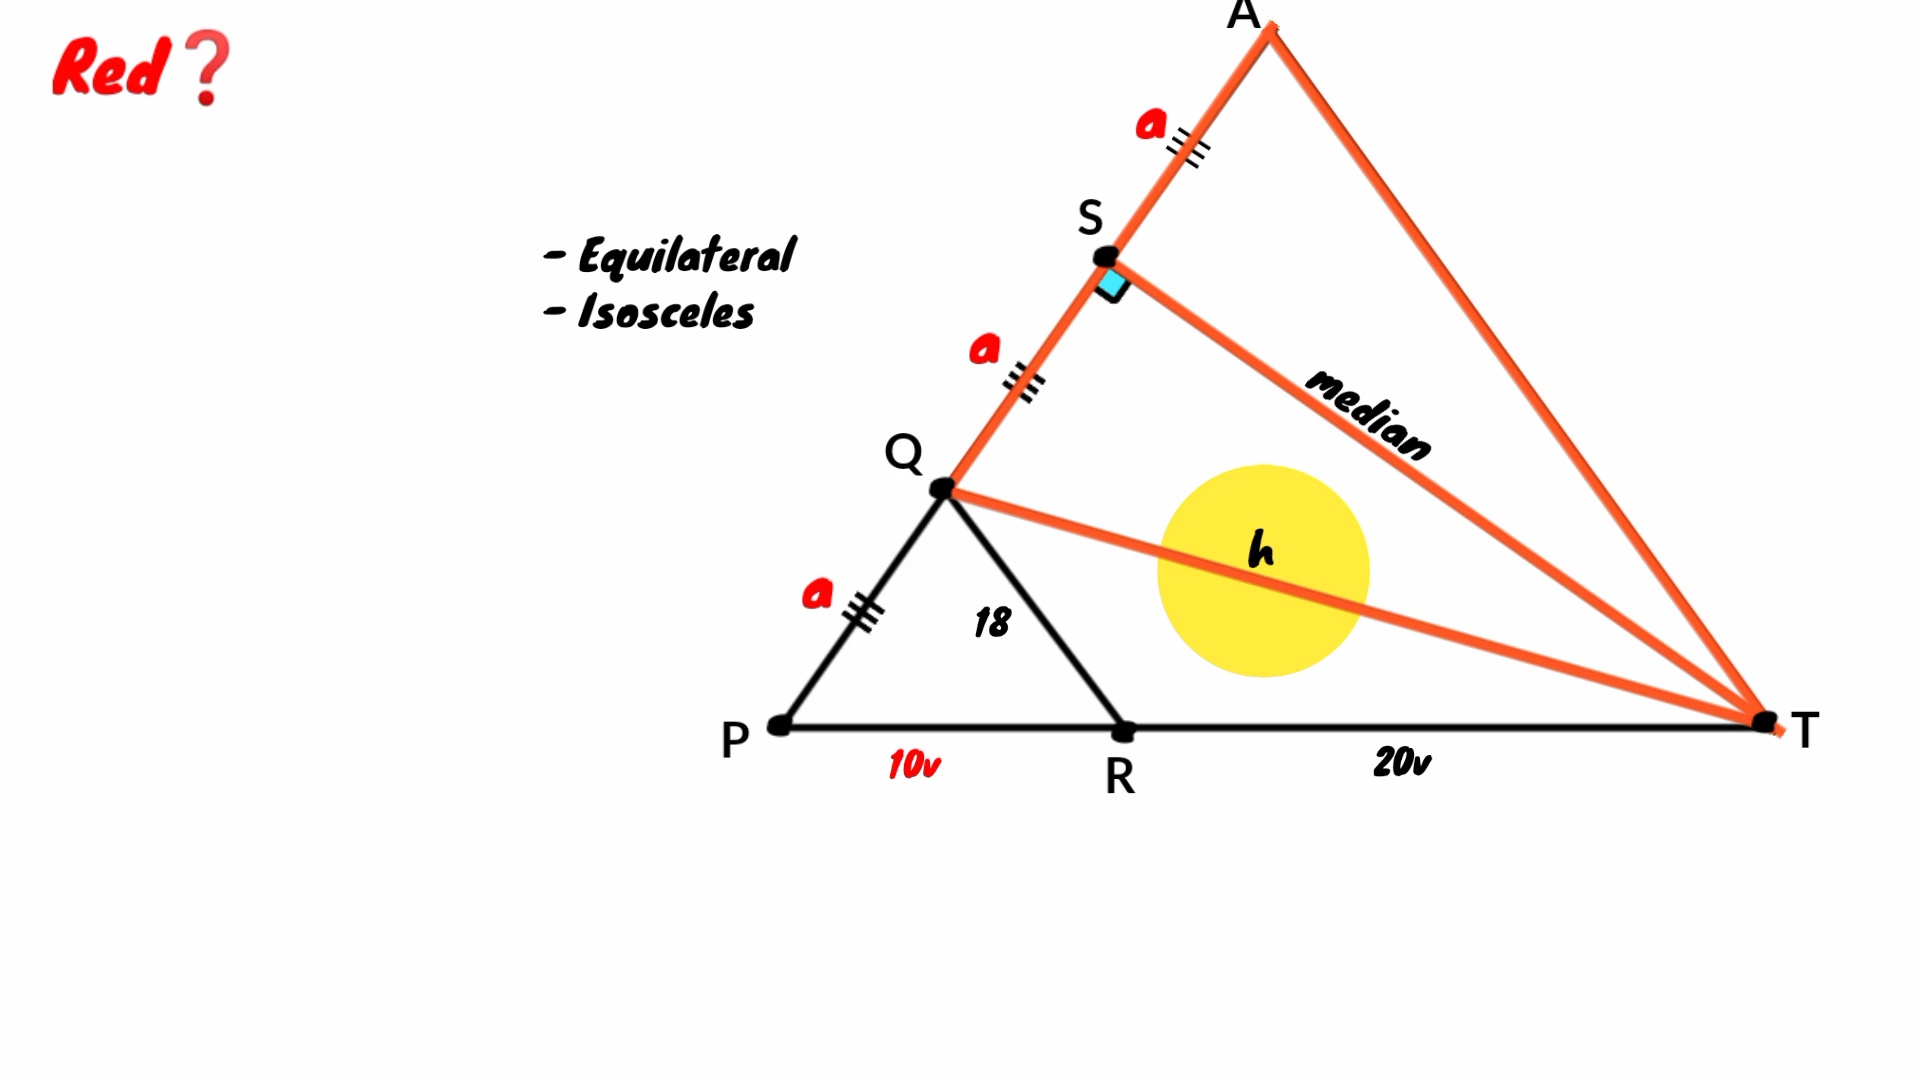 Red❓
A
a
S
- Equilateral
- Isosceles
a
median
Q
h
a
18
P
10v
R
20v
T